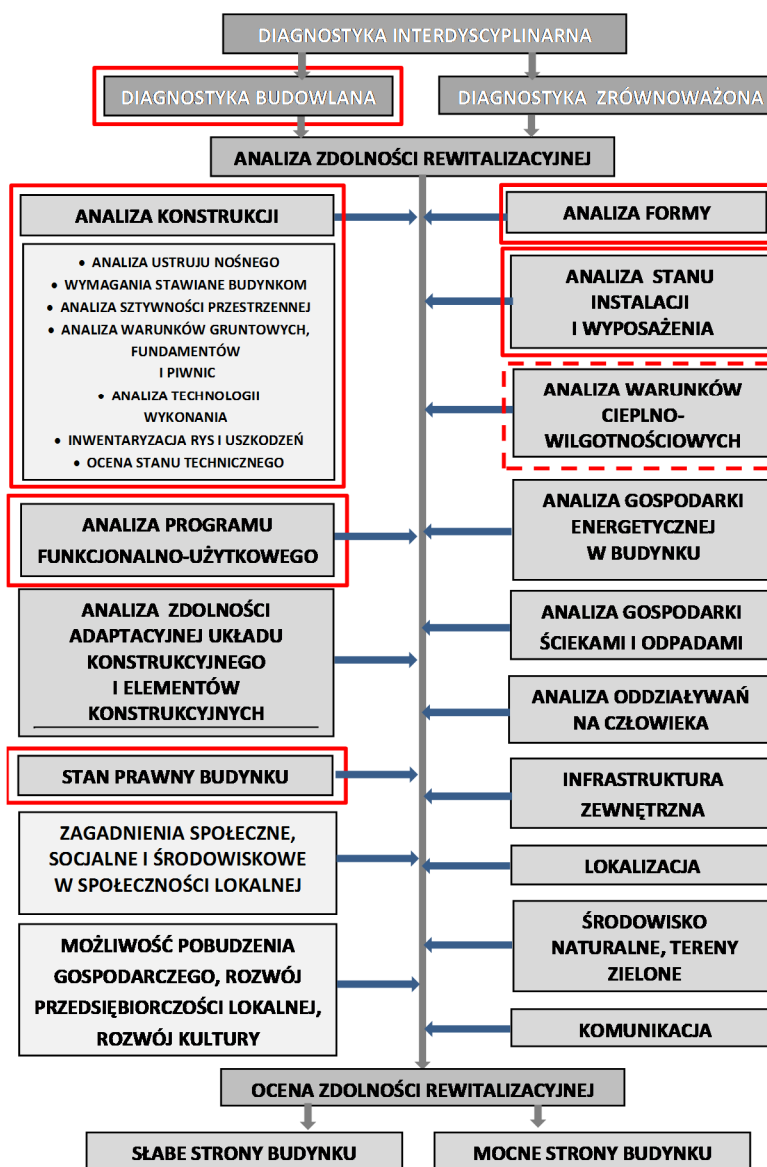 DIAGNOSTYKA INTERDYSCYPLINARNA
DIAGNOSTYKA BUDOWLANA
DIAGNOSTYKA ZRÓWNOWAŻONA
ANALIZA ZDOLNOŚCI REWITALIZACYJNEJ
ANALIZA KONSTRUKCJI
• ANALIZA USTRUJU NOŚNEGO
• WYMAGANIA STAWIANE BUDYNKOM
• ANALIZA SZTYWNOŚCI PRZESTRZENNEJ
• ANALIZA WARUNKÓW GRUNTOWYCH,
FUNDAMENTÓW
I PIWNIC
• ANALIZA TECHNOLOGII
WYKONANIA
• INWENTARYZACJA RYS I USZKODZEŃ
• OCENA STANU TECHNICZNEGO
ANALIZA PROGRAMU
FUNKCJONALNO-UŻYTKOWEGO
ANALIZA ZDOLNOŚCI
ADAPTACYJNEJ UKŁADU
KONSTRUKCYJNEGO
I ELEMENTÓW
KONSTRUKCYJNYCH
STAN PRAWNY BUDYNKU
ZAGADNIENIA SPOŁECZNE,
SOCJALNE I ŚRODOWISKOWE
W SPOŁECZNOŚCI LOKALNEJ
MOŻLIWOŚĆ POBUDZENIA
GOSPODARCZEGO, ROZWÓJ
PRZEDSIĘBIORCZOŚCI LOKALNEJ,
ROZWÓJ KULTURY
ANALIZA FORMY
ANALIZA STANU
INSTALACJI
I WYPOSAŻENIA
ANALIZA WARUNKÓW
CIEPLNO-
WILGOTNOŚCIOWYCH
ANALIZA GOSPODARKI
ENERGETYCZNEJ
W BUDYNKU
ANALIZA GOSPODARKI
ŚCIEKAMI I ODPADAMI
ANALIZA ODDZIAŁYWAŃ
NA CZŁOWIEKA
INFRASTRUKTURA
ZEWNĘTRZNA
LOKALIZACJA
ŚRODOWISKO
NATURALNE, TERENY
ZIELONE
KOMUNIKACJA
OCENA ZDOLNOŚCI REWITALIZACYJNEJ
SŁABE STRONY BUDYNKU
MOCNE STRONY BUDYNKU